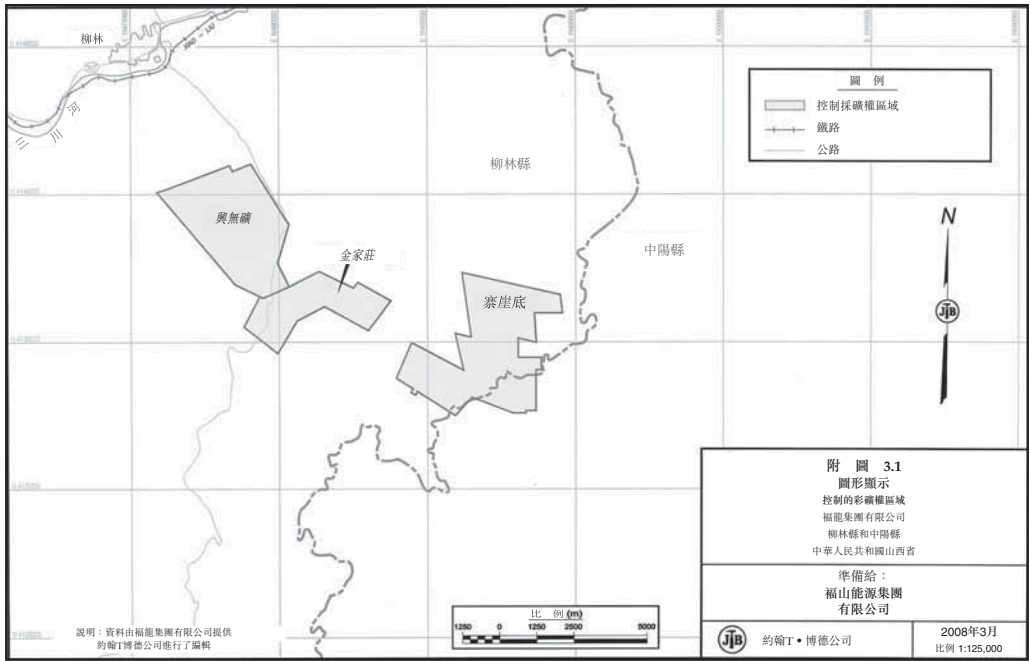 柳林
XIAO - LIU
三川河
圖 例
控制採礦權區域
鐵路
公路
柳林縣
中陽縣
興無礦
金家莊
寨崖底
N
JTB
附 圖 3.1
圖形顯示
控制的彩礦權區域
福龍集團有限公司
柳林縣和中陽縣
中華人民共和國山西省
準備給：
福山能源集團
有限公司
比 例 (m)
1250 0 1250 2500 5000
說明：資料由福龍集團有限公司提供
約翰T博德公司進行了編輯
JTB
約翰T•博德公司
2008年3月
比例 1:125,000